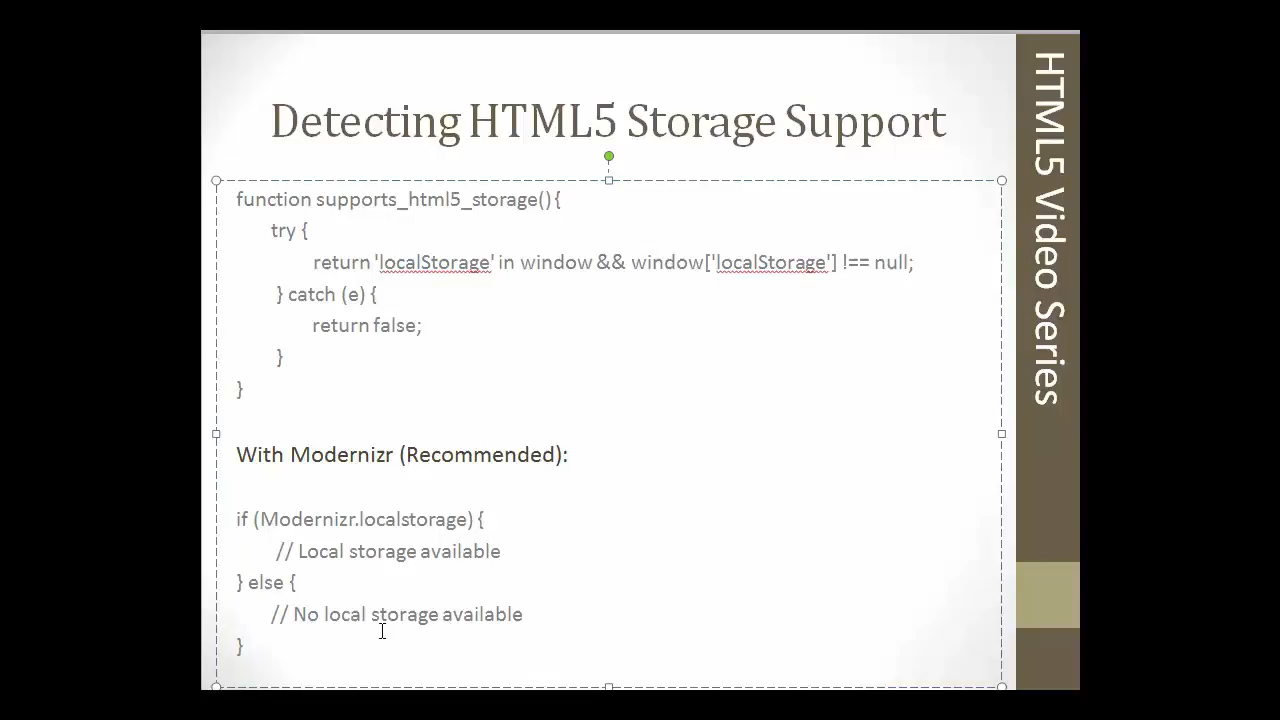 Detecting HTML5 Storage Support
function supports_html5_storage() {
try {
return 'localStorage' in window && window['localStorage'] !== null;
} catch (e) {
return false;
}
}
With Modernizr (Recommended):
if (Modernizr.localstorage) {
// Local storage available
} else {
// No local storage available
}
HTML5 Video Series